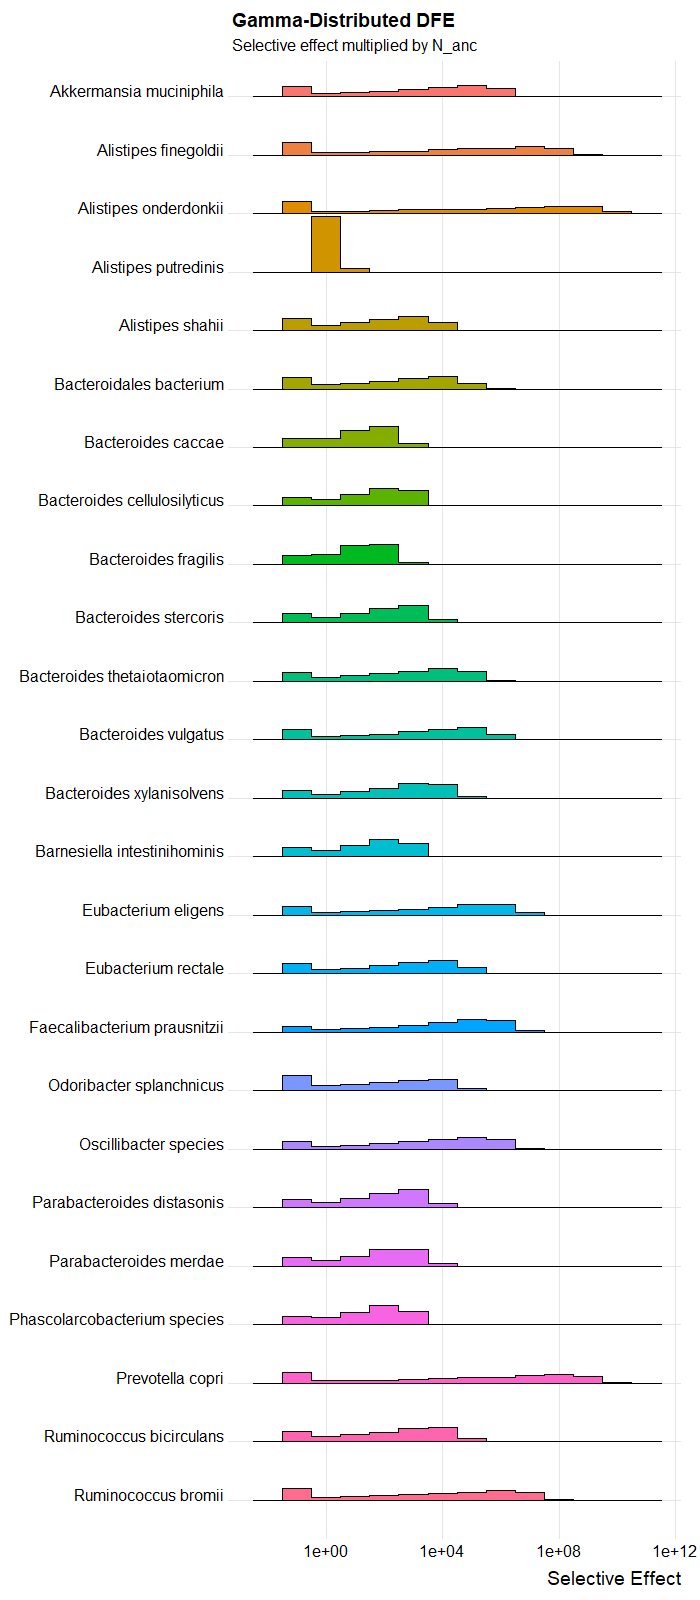 Gamma-Distributed DFE
Selective effect multiplied by N_anc
Akkermansia muciniphila
Alistipes finegoldii
Alistipes onderdonkii
Alistipes putredinis
Alistipes shahii
Bacteroidales bacterium
Bacteroides caccae
Bacteroides cellulosilyticus
Bacteroides fragilis
Bacteroides stercoris
Bacteroides thetaiotaomicron
Bacteroides vulgatus
Bacteroides xylanisolvens
Barnesiella intestinihominis
Eubacterium eligens
Eubacterium rectale
Faecalibacterium prausnitzii
Odoribacter splanchnicus
Oscillibacter species
Parabacteroides distasonis
Parabacteroides merdae
Phascolarcobacterium species
Prevotella copri
Ruminococcus bicirculans
Ruminococcus bromii
1e+00 1e+04 1e+08 1e+12
Selective Effect